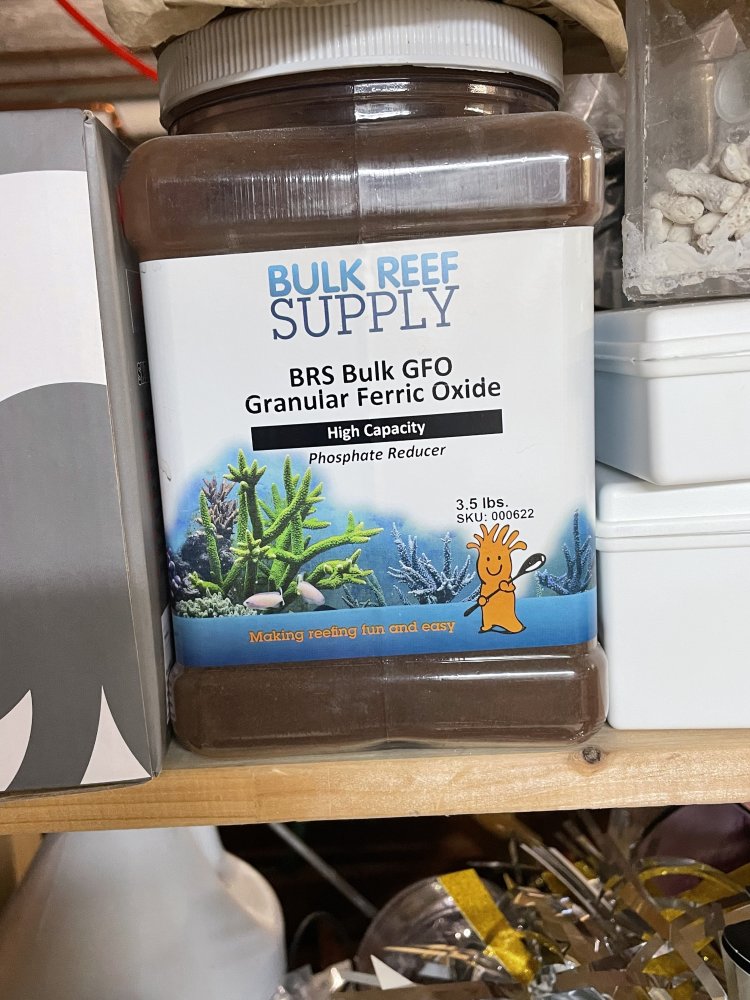 BULK REEF
SUPPLY
BRS Bulk GFO
Granular Ferric Oxide
High Capacity
Phosphate Reducer
3.5 lbs.
SKU: 000622
Making reefing fun and easy